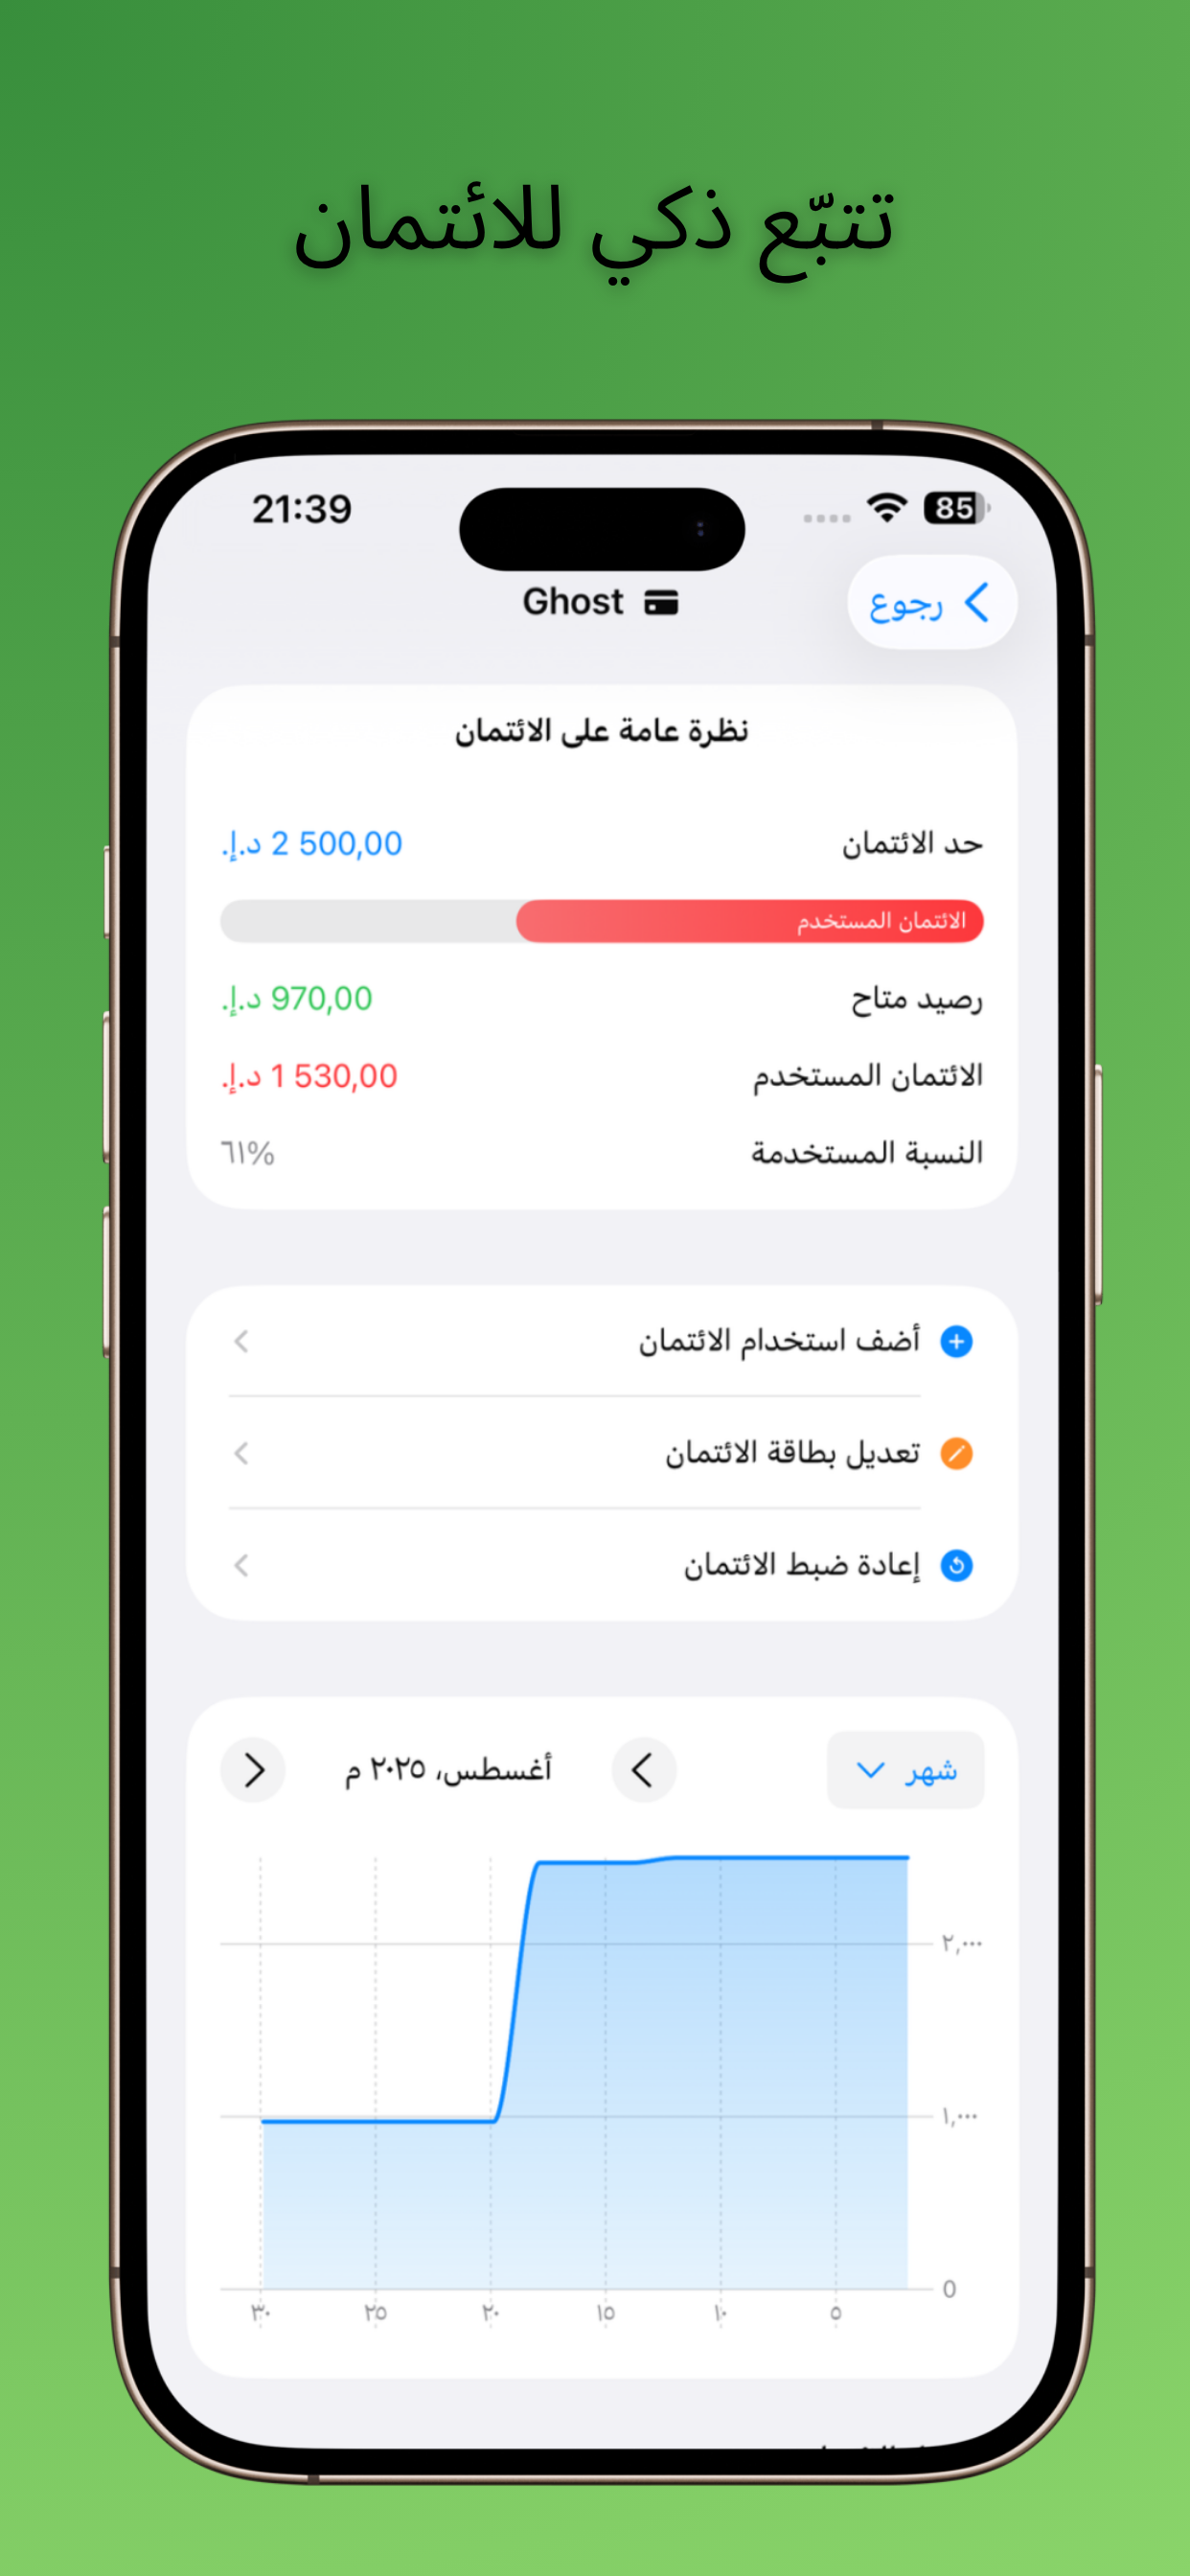 تتبّع ذكي للائتمان
21:39
85
رجوع
Ghost
نظرة عامة على الائتمان
حد الائتمان
2 500,00 د.إ.
الائتمان المستخدم
رصيد متاح
970,00 د.إ.
الائتمان المستخدم
1 530,00 د.إ.
النسبة المستخدمة
٦١%
أضف استخدام الائتمان
تعديل بطاقة الائتمان
إعادة ضبط الائتمان
شهر
أغسطس، ٢٠٢٥ م
٢,٠٠٠
١,٠٠٠
0
٥
١٠
١٥
٢٠
٢٥
٣٠